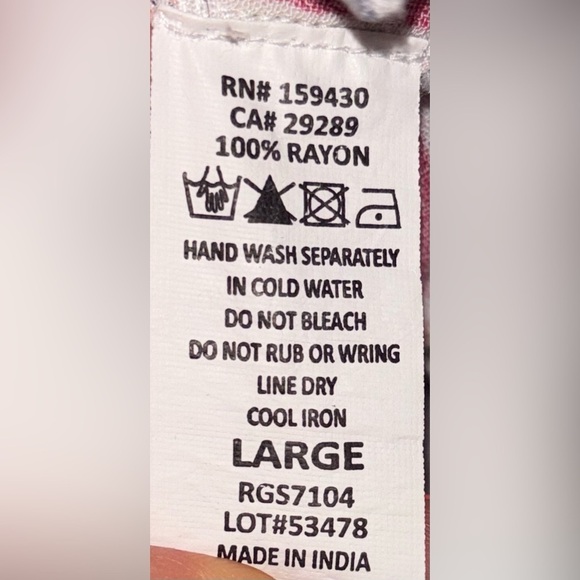 RN# 159430
CA# 29289
100% RAYON
HAND WASH SEPARATELY
IN COLD WATER
DO NOT BLEACH
DO NOT RUB OR WRING
LINE DRY
COOL IRON
LARGE
RGS7104
LOT#53478
MADE IN INDIA